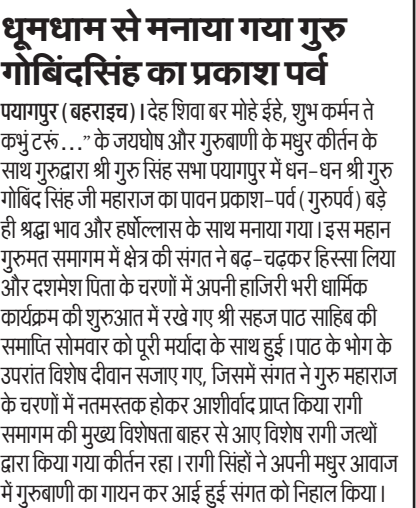 धूमधाम से मनाया गया गुरु
गोबिंदसिंह का प्रकाश पर्व
पयागपुर (बहराइच)। देह शिवा बर मोहे ईहे, शुभ कर्मन ते
कभुं टरूं...” के जयघोष और गुरुबाणी के मधुर कीर्तन के
साथ गुरुद्वारा श्री गुरु सिंह सभा पयागपुर में धन-धन श्री गुरु
गोबिंद सिंह जी महाराज का पावन प्रकाश-पर्व (गुरुपर्व) बड़े
ही श्रद्धा भाव और हर्षोल्लास के साथ मनाया गया। इस महान
गुरुमत समागम में क्षेत्र की संगत ने बढ़-चढ़कर हिस्सा लिया
और दशमेश पिता के चरणों में अपनी हाजिरी भरी धार्मिक
कार्यक्रम की शुरुआत में रखे गए श्री सहज पाठ साहिब की
समाप्ति सोमवार को पूरी मर्यादा के साथ हुई। पाठ के भोग के
उपरांत विशेष दीवान सजाए गए, जिसमें संगत ने गुरु महाराज
के चरणों में नतमस्तक होकर आशीर्वाद प्राप्त किया रागी
समागम की मुख्य विशेषता बाहर से आए विशेष रागी जत्थों
द्वारा किया गया कीर्तन रहा। रागी सिंहों ने अपनी मधुर आवाज
में गुरुबाणी का गायन कर आई हुई संगत को निहाल किया।